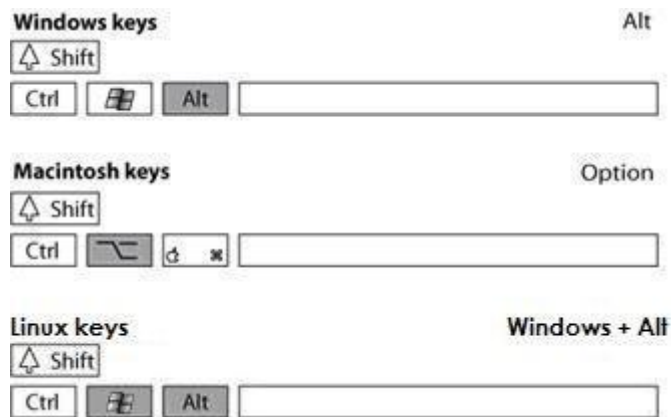 Windows keys Alt
Shift
Ctrl Alt
Macintosh keys Option
Shift
Ctrl ⌥ ⌘
Linux keys Windows + Alt
Shift
Ctrl Alt